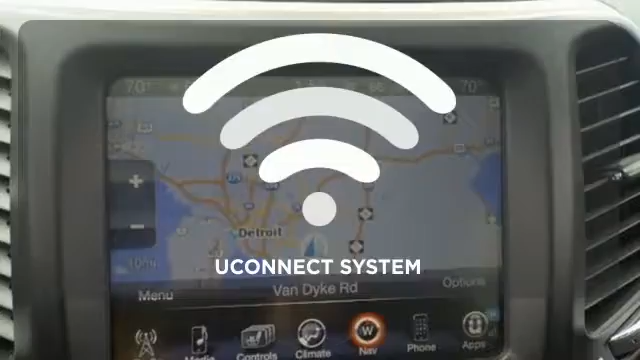 70° 70°
Detroit
UCONNECT SYSTEM
Menu Van Dyke Rd Options
Media Controls Climate Nav Phone Apps
W